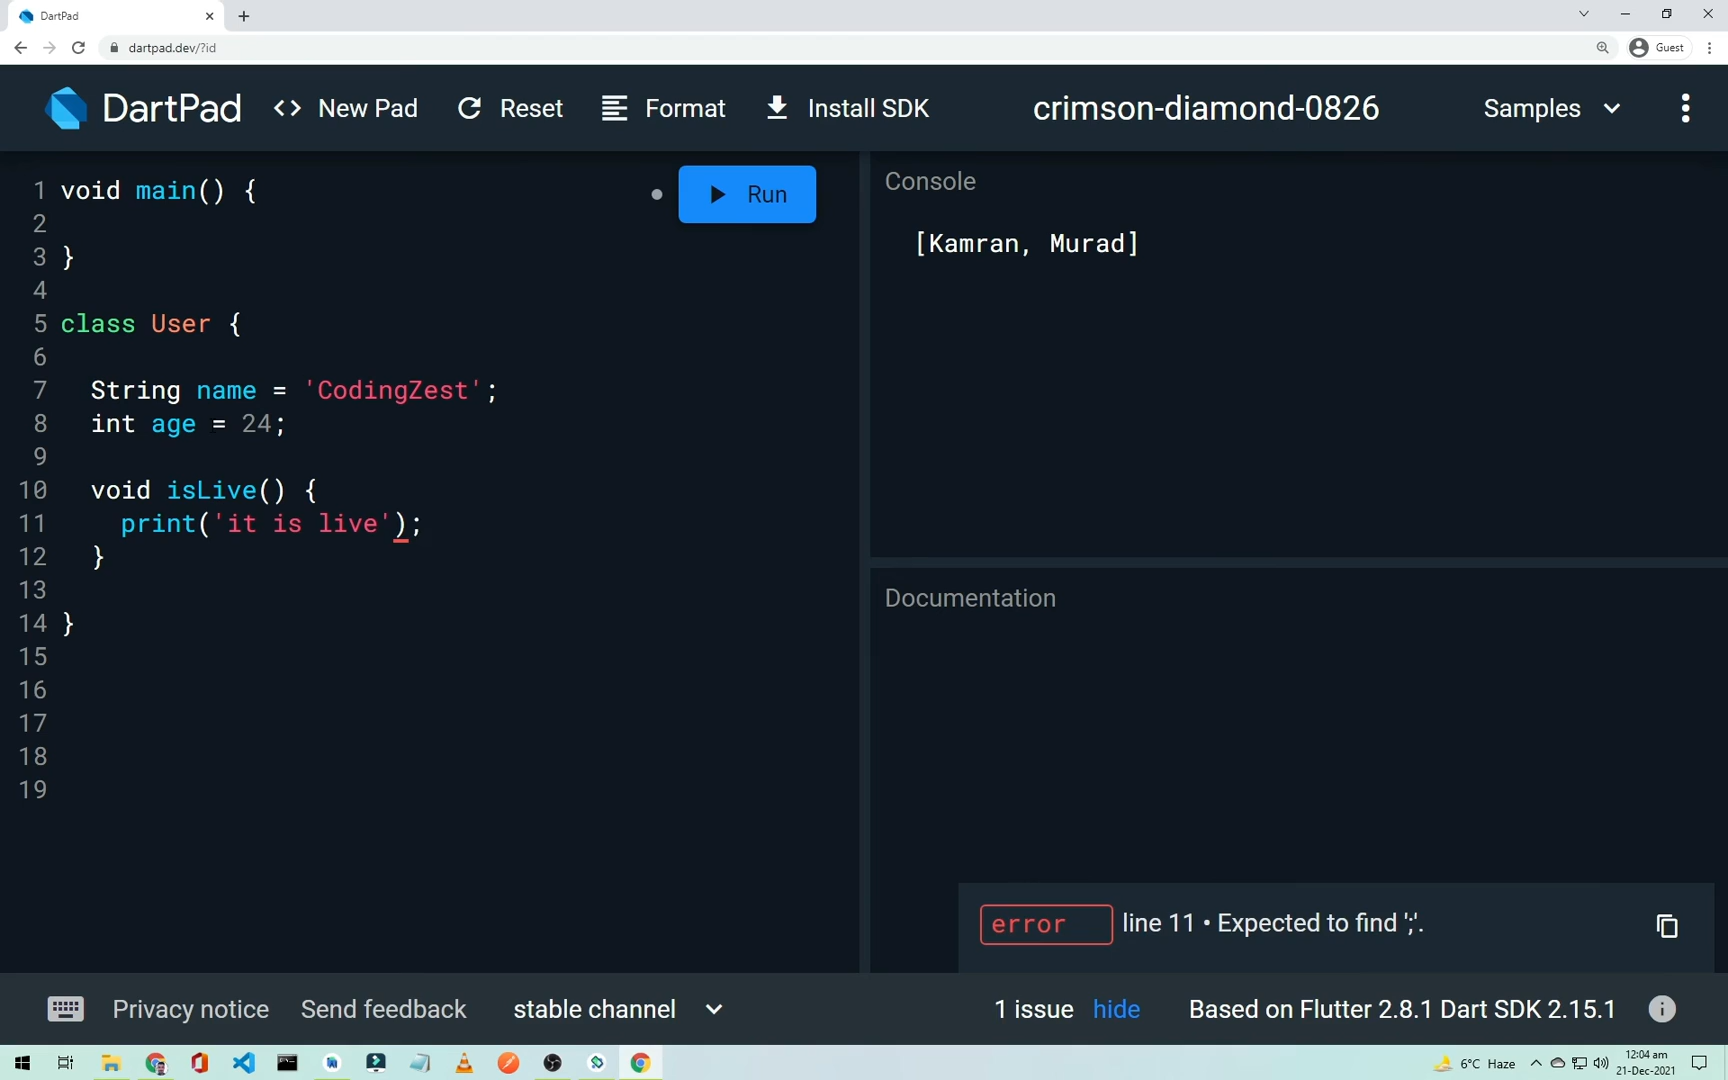 DartPad
dartpad.dev/?id
Guest
DartPad
<> New Pad
Reset
Format
Install SDK
crimson-diamond-0826
Samples
1 void main() {
2
3 }
4
5 class User {
6
7 String name = 'CodingZest';
8 int age = 24;
9
10 void isLive() {
11 print('it is live');
12 }
13
14 }
15
16
17
18
19
Run
Console
[Kamran, Murad]
Documentation
error line 11 • Expected to find ';'.
Privacy notice
Send feedback
stable channel
1 issue hide
Based on Flutter 2.8.1 Dart SDK 2.15.1
6°C Haze
12:04 am
21-Dec-2021